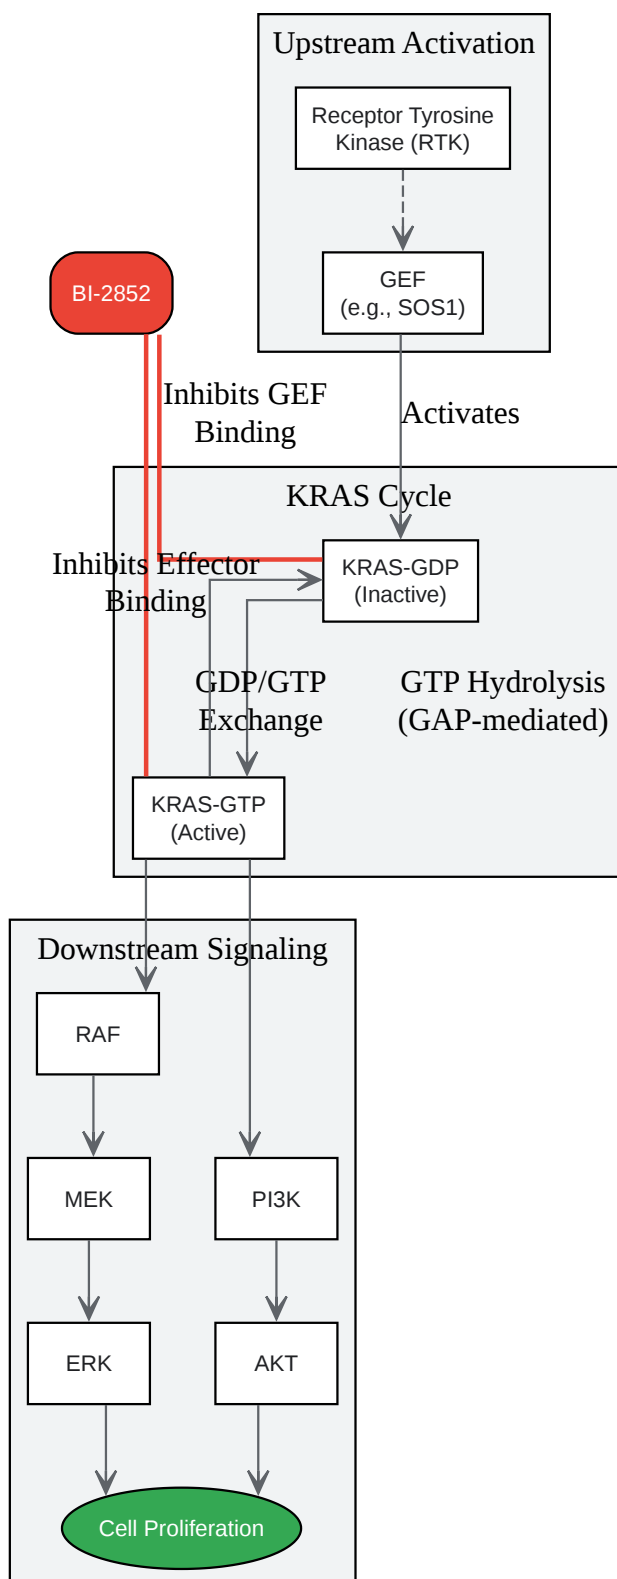 Upstream Activation
Receptor Tyrosine
Kinase (RTK)
BI-2852
GEF
(e.g., SOS1)
Inhibits GEF
Binding
Activates
KRAS Cycle
Inhibits Effector
Binding
KRAS-GDP
(Inactive)
GDP/GTP
Exchange
GTP Hydrolysis
(GAP-mediated)
KRAS-GTP
(Active)
Downstream Signaling
RAF
MEK
PI3K
ERK
AKT
Cell Proliferation